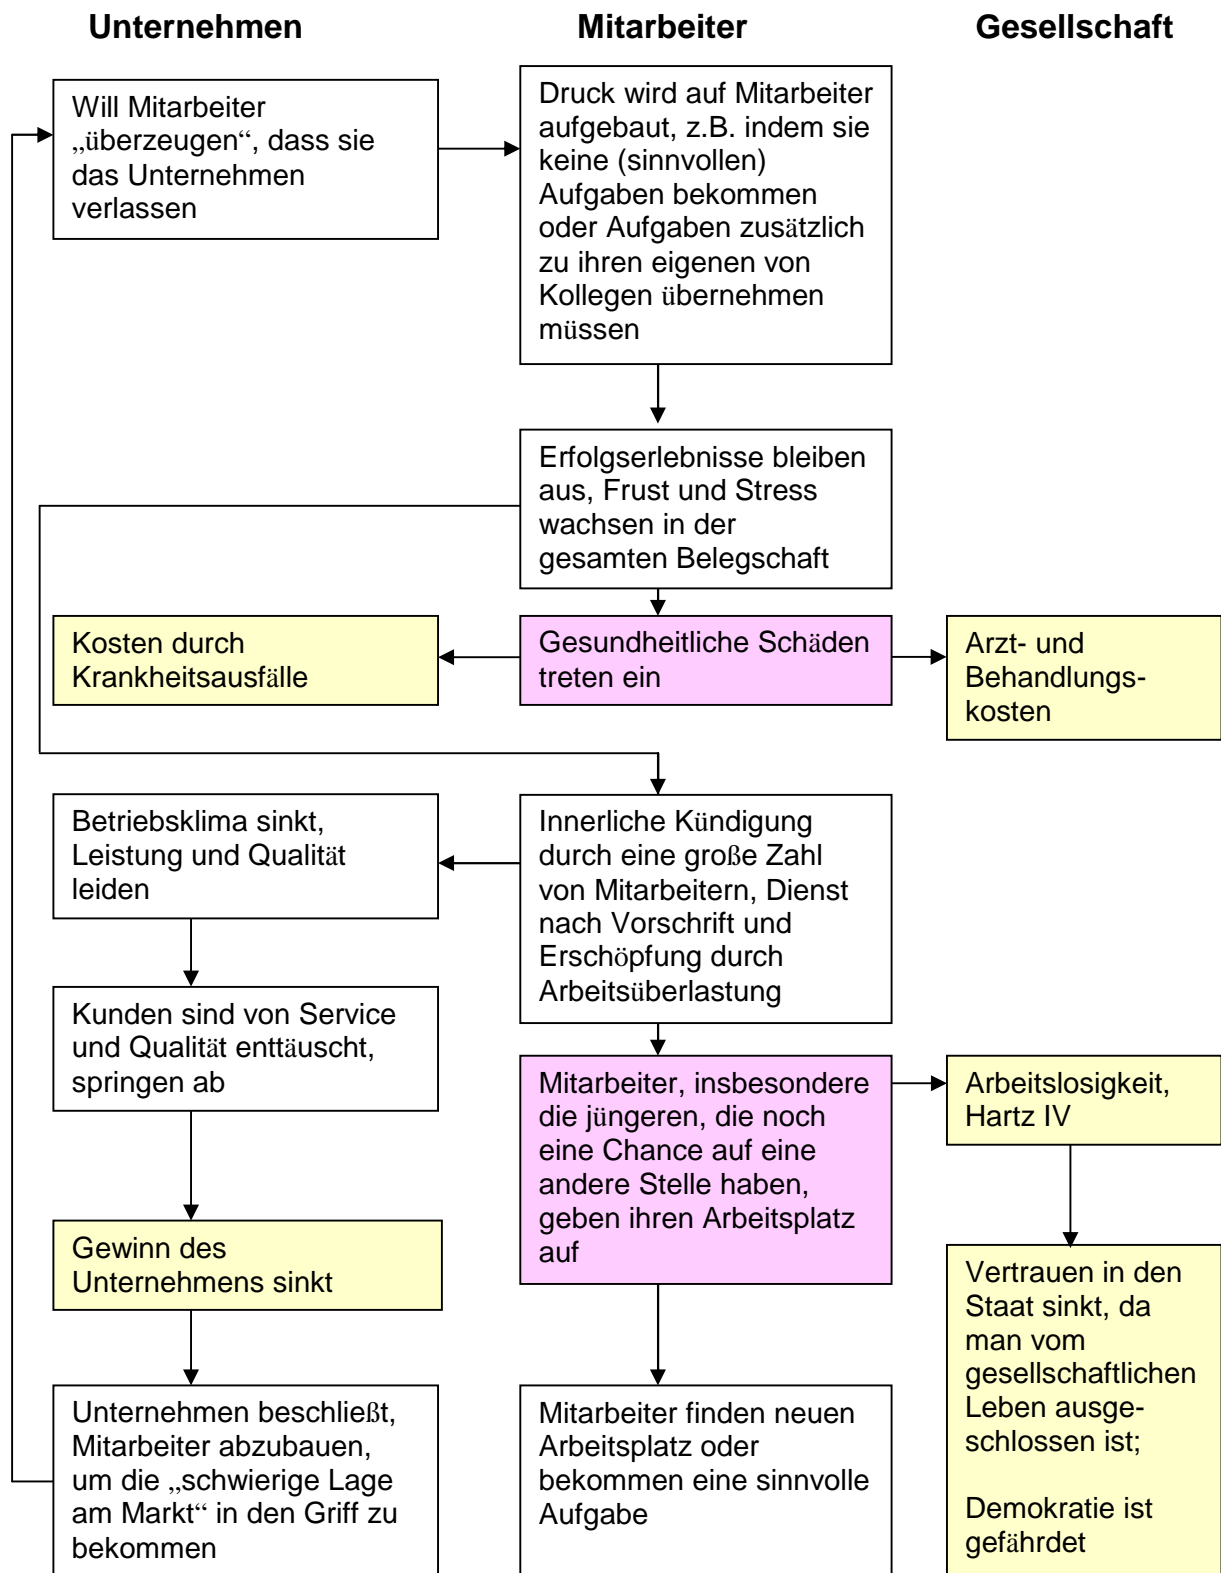 Unternehmen
Mitarbeiter
Gesellschaft
Will Mitarbeiter
„überzeugen“, dass sie
das Unternehmen
verlassen
Druck wird auf Mitarbeiter
aufgebaut, z.B. indem sie
keine (sinnvollen)
Aufgaben bekommen
oder Aufgaben zusätzlich
zu ihren eigenen von
Kollegen übernehmen
müssen
Erfolgserlebnisse bleiben
aus, Frust und Stress
wachsen in der
gesamten Belegschaft
Kosten durch
Krankheitsausfälle
Gesundheitliche Schäden
treten ein
Arzt- und
Behandlungs-
kosten
Betriebsklima sinkt,
Leistung und Qualität
leiden
Innerliche Kündigung
durch eine große Zahl
von Mitarbeitern, Dienst
nach Vorschrift und
Erschöpfung durch
Arbeitsüberlastung
Kunden sind von Service
und Qualität enttäuscht,
springen ab
Mitarbeiter, insbesondere
die jüngeren, die noch
eine Chance auf eine
andere Stelle haben,
geben ihren Arbeitsplatz
auf
Arbeitslosigkeit,
Hartz IV
Gewinn des
Unternehmens sinkt
Vertrauen in den
Staat sinkt, da
man vom
gesellschaftlichen
Leben ausge-
schlossen ist;
Demokratie ist
gefährdet
Unternehmen beschließt,
Mitarbeiter abzubauen,
um die „schwierige Lage
am Markt“ in den Griff zu
bekommen
Mitarbeiter finden neuen
Arbeitsplatz oder
bekommen eine sinnvolle
Aufgabe